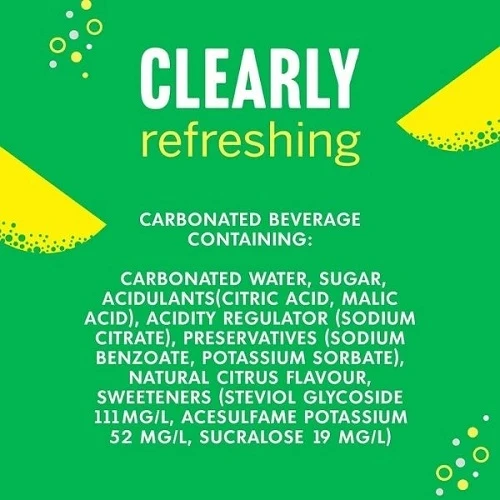 CLEARLY
refreshing
CARBONATED BEVERAGE
CONTAINING:
CARBONATED WATER, SUGAR,
ACIDULANTS(CITRIC ACID, MALIC
ACID), ACIDITY REGULATOR (SODIUM
CITRATE), PRESERVATIVES (SODIUM
BENZOATE, POTASSIUM SORBATE),
NATURAL CITRUS FLAVOUR,
SWEETENERS (STEVIOL GLYCOSIDE
111MG/L, ACESULFAME POTASSIUM
52 MG/L, SUCRALOSE 19 MG/L)